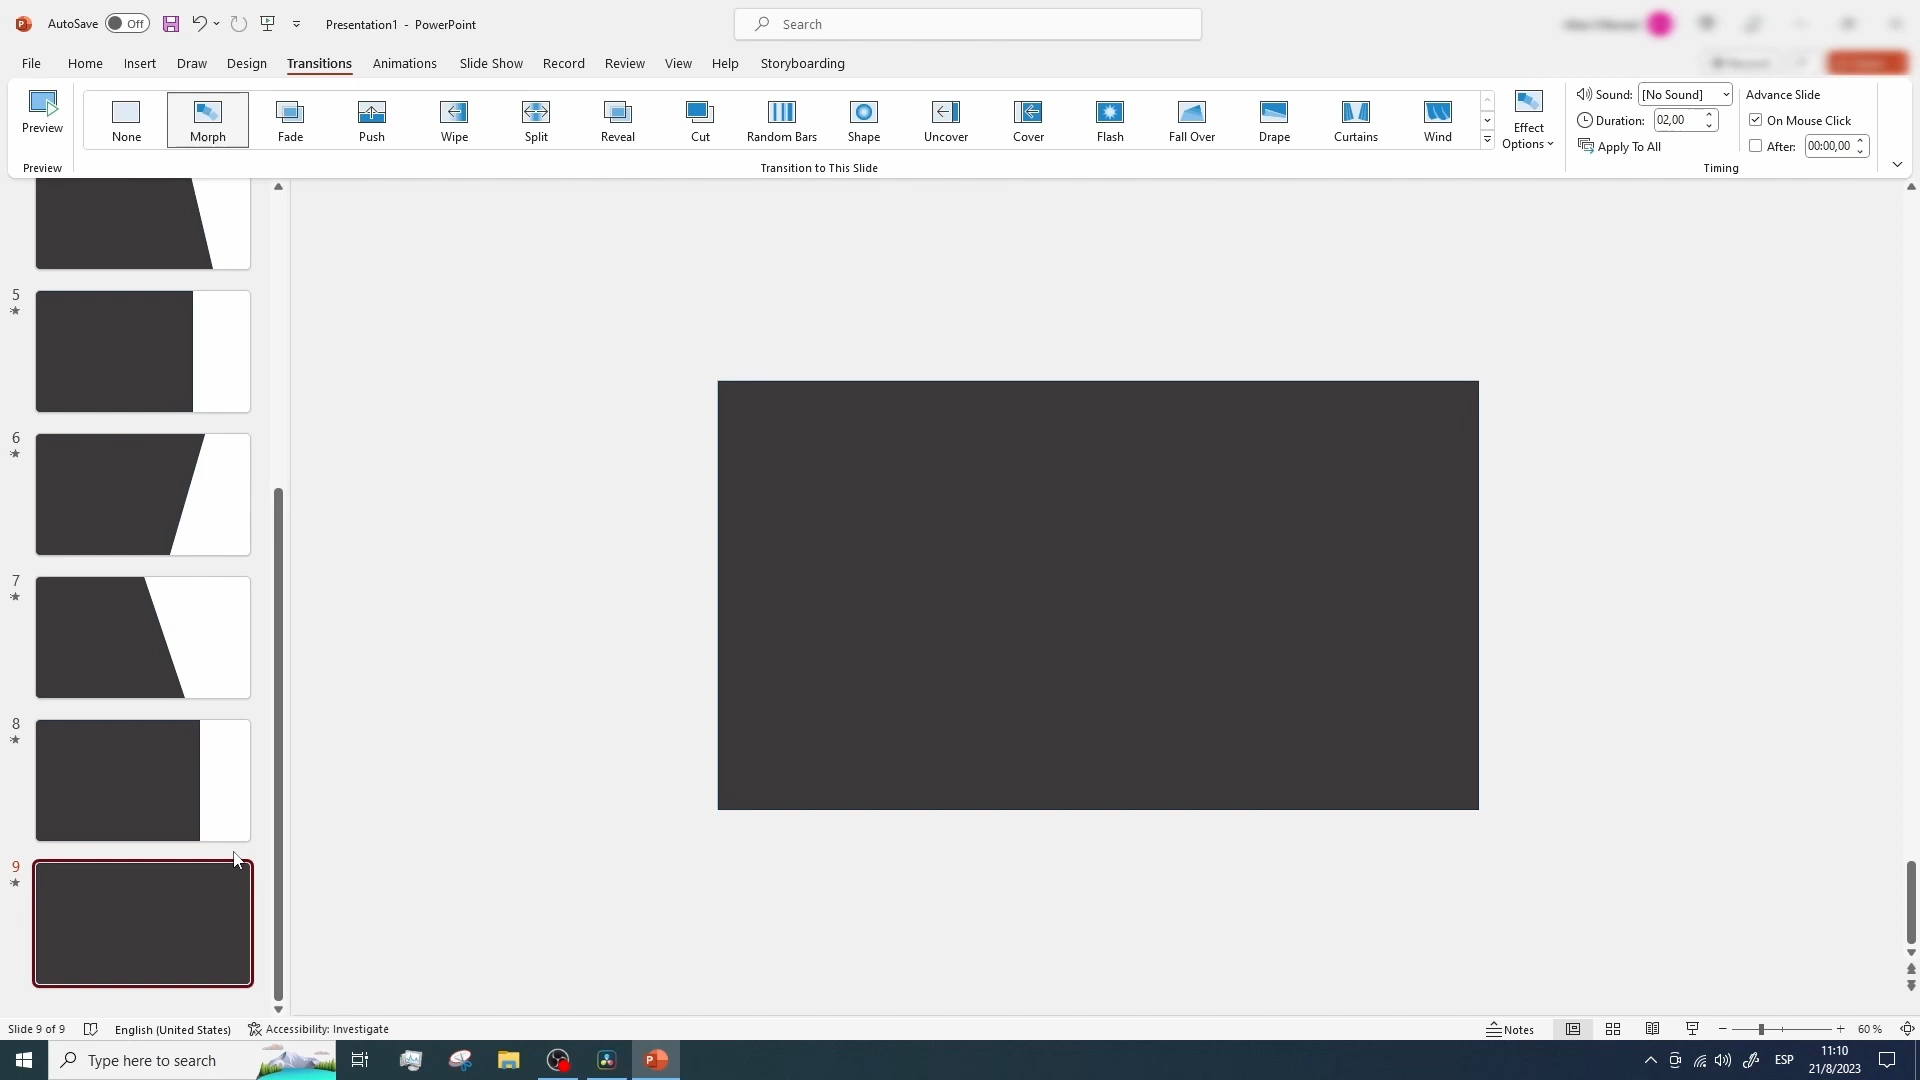 AutoSave Off Presentation1 - PowerPoint Search
File Home Insert Draw Design Transitions Animations Slide Show Record Review View Help Storyboarding
Preview
Preview
None Morph Fade Push Wipe Split Reveal Cut Random Bars Shape Uncover Cover Flash Fall Over Drape Curtains Wind
Transition to This Slide
Effect
Options
Sound: [No Sound]
Duration: 02,00
Apply To All
Advance Slide
On Mouse Click
After: 00:00,00
Timing
5
6
7
8
9
Slide 9 of 9 English (United States) Accessibility: Investigate Notes 60 %
Type here to search ESP 11:10
21/8/2023